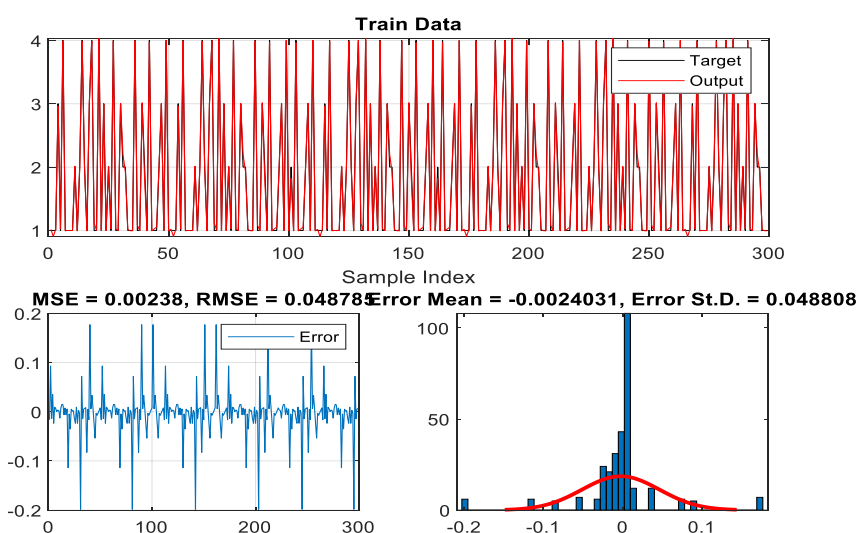 Train Data
4
3
2
1
Target
Output
0 50 100 150 200 250 300
Sample Index
MSE = 0.00238, RMSE = 0.048785
Error Mean = -0.0024031, Error St.D. = 0.048808
0.2
0.1
0
-0.1
-0.2
Error
0 100 200 300
100
50
0
-0.2 -0.1 0 0.1